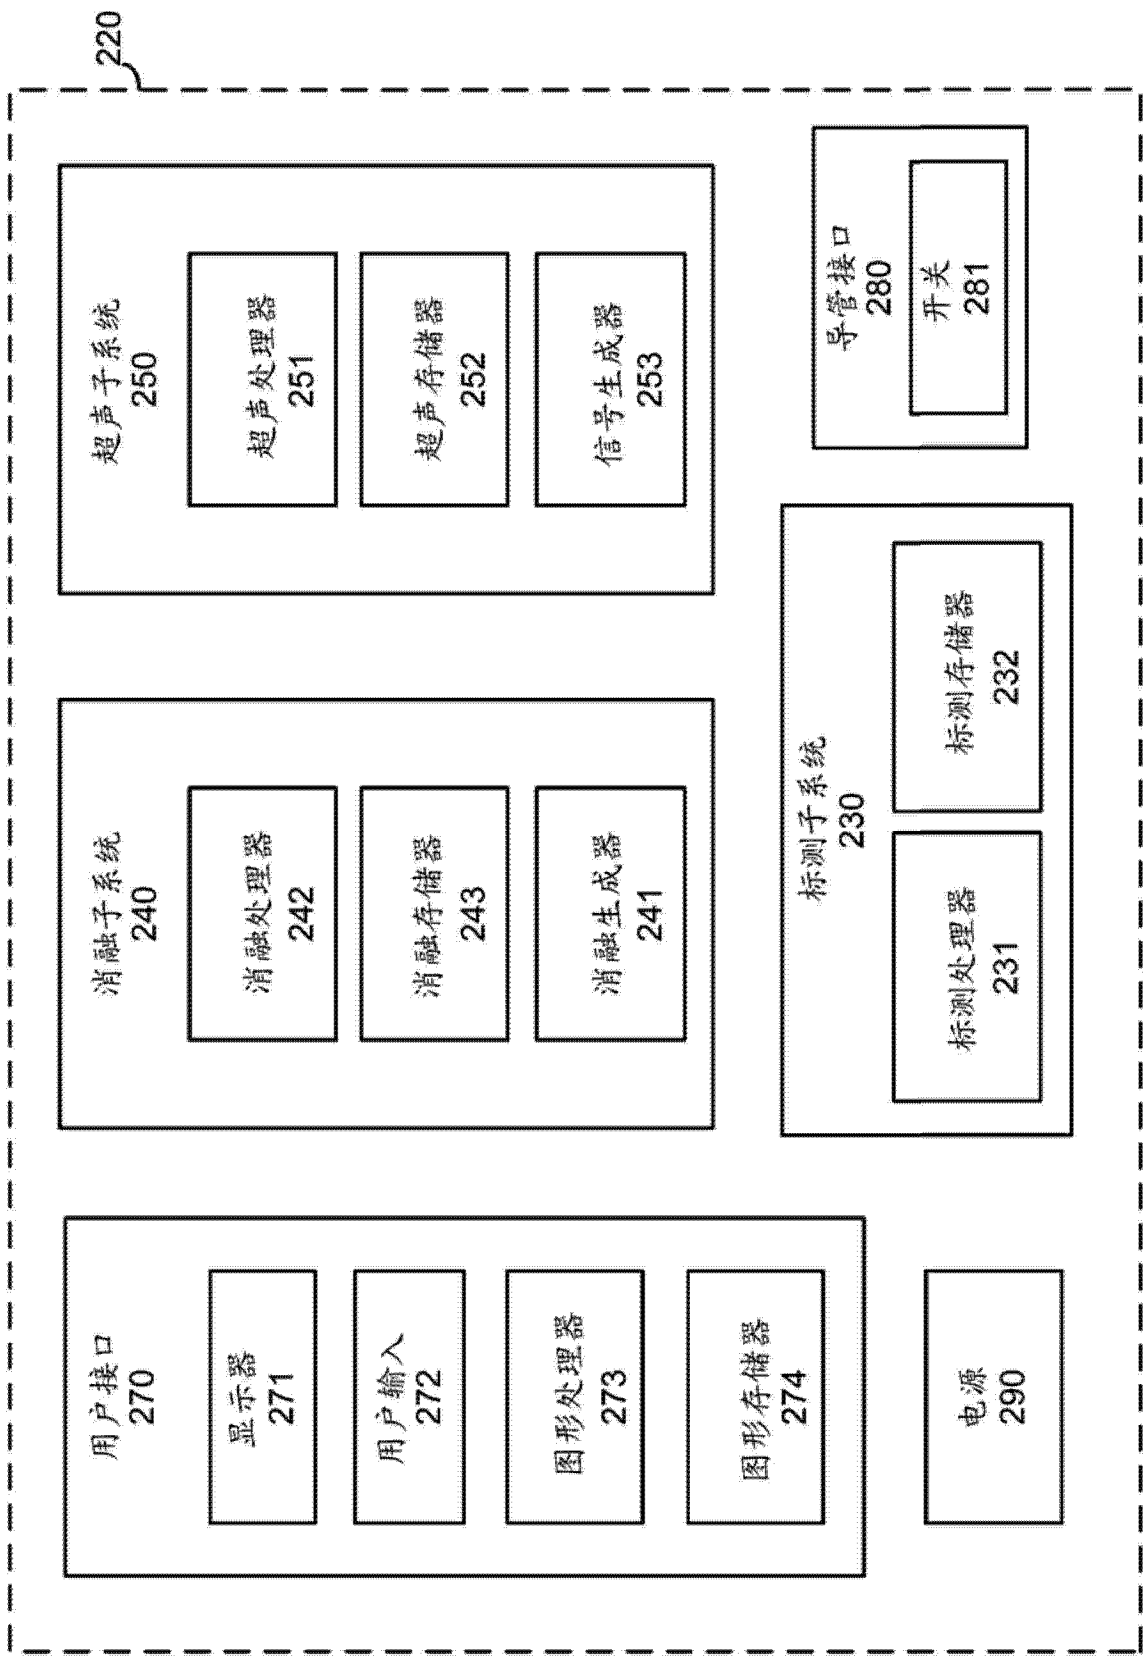 220
用户接口
270
显示器
271
用户输入
272
图形处理器
273
图形存储器
274
电源
290
消融子系统
240
消融处理器
242
消融存储器
243
消融生成器
241
超声子系统
250
超声处理器
251
超声存储器
252
信号生成器
253
标测子系统
230
标测处理器
231
标测存储器
232
导管接口
280
开关
281